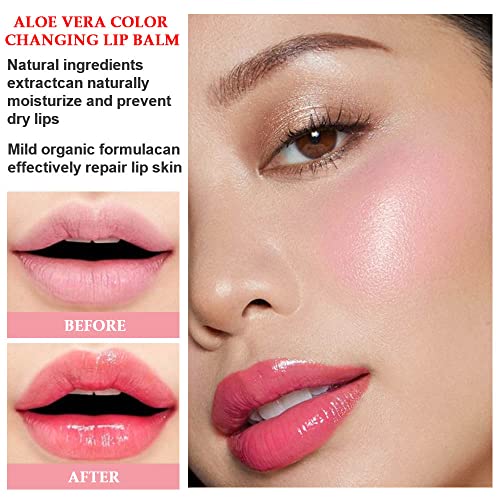 ALOE VERA COLOR
CHANGING LIP BALM
Natural ingredients
extractcan naturally
moisturize and prevent
dry lips
Mild organic formulacan
effectively repair lip skin
BEFORE
AFTER